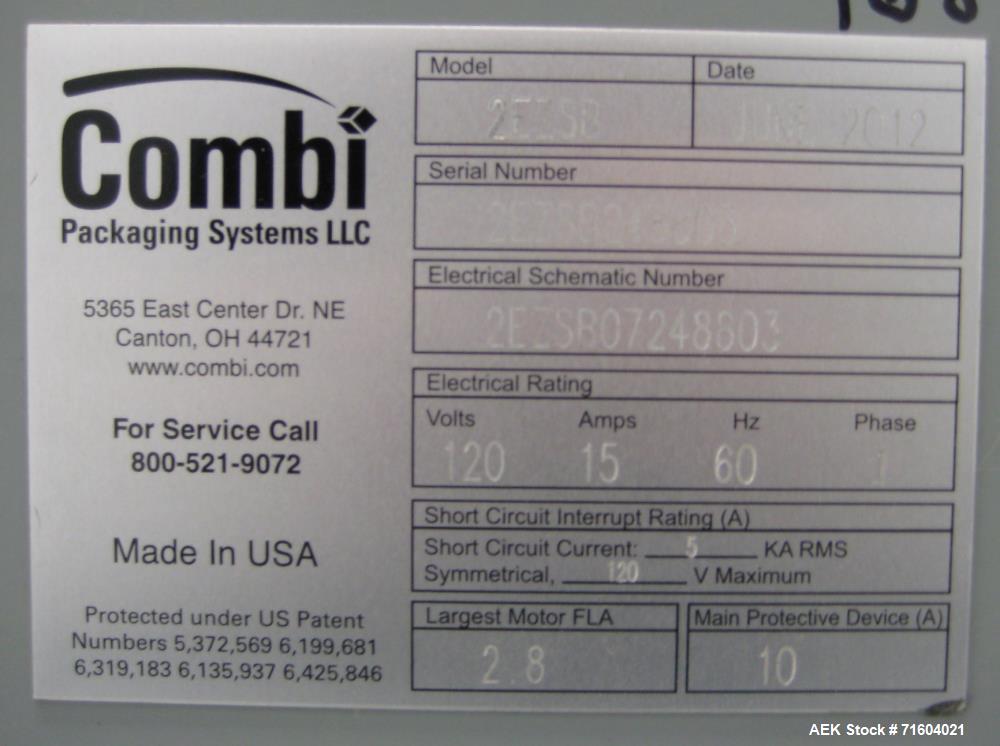 Combi
Packaging Systems LLC
5365 East Center Dr. NE
Canton, OH 44721
www.combi.com
For Service Call
800-521-9072
Made In USA
Protected under US Patent
Numbers 5,372,569 6,199,681
6,319,183 6,135,937 6,425,846
Model Date
2EZSB JUNE 2012
Serial Number
Electrical Schematic Number
2EZSB07248603
Electrical Rating
Volts Amps Hz Phase
120 15 60 1
Short Circuit Interrupt Rating (A)
Short Circuit Current: 5 KA RMS
Symmetrical, 120 V Maximum
Largest Motor FLA Main Protective Device (A)
2.8 10
AEK Stock # 71604021